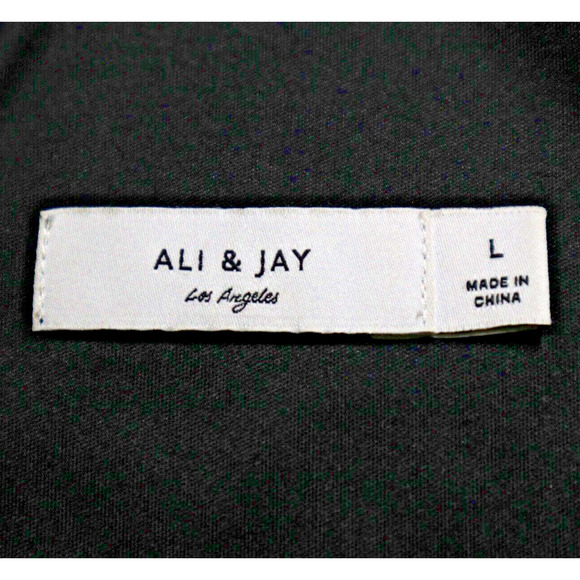 ALI & JAY
Los Angeles
L
MADE IN
CHINA